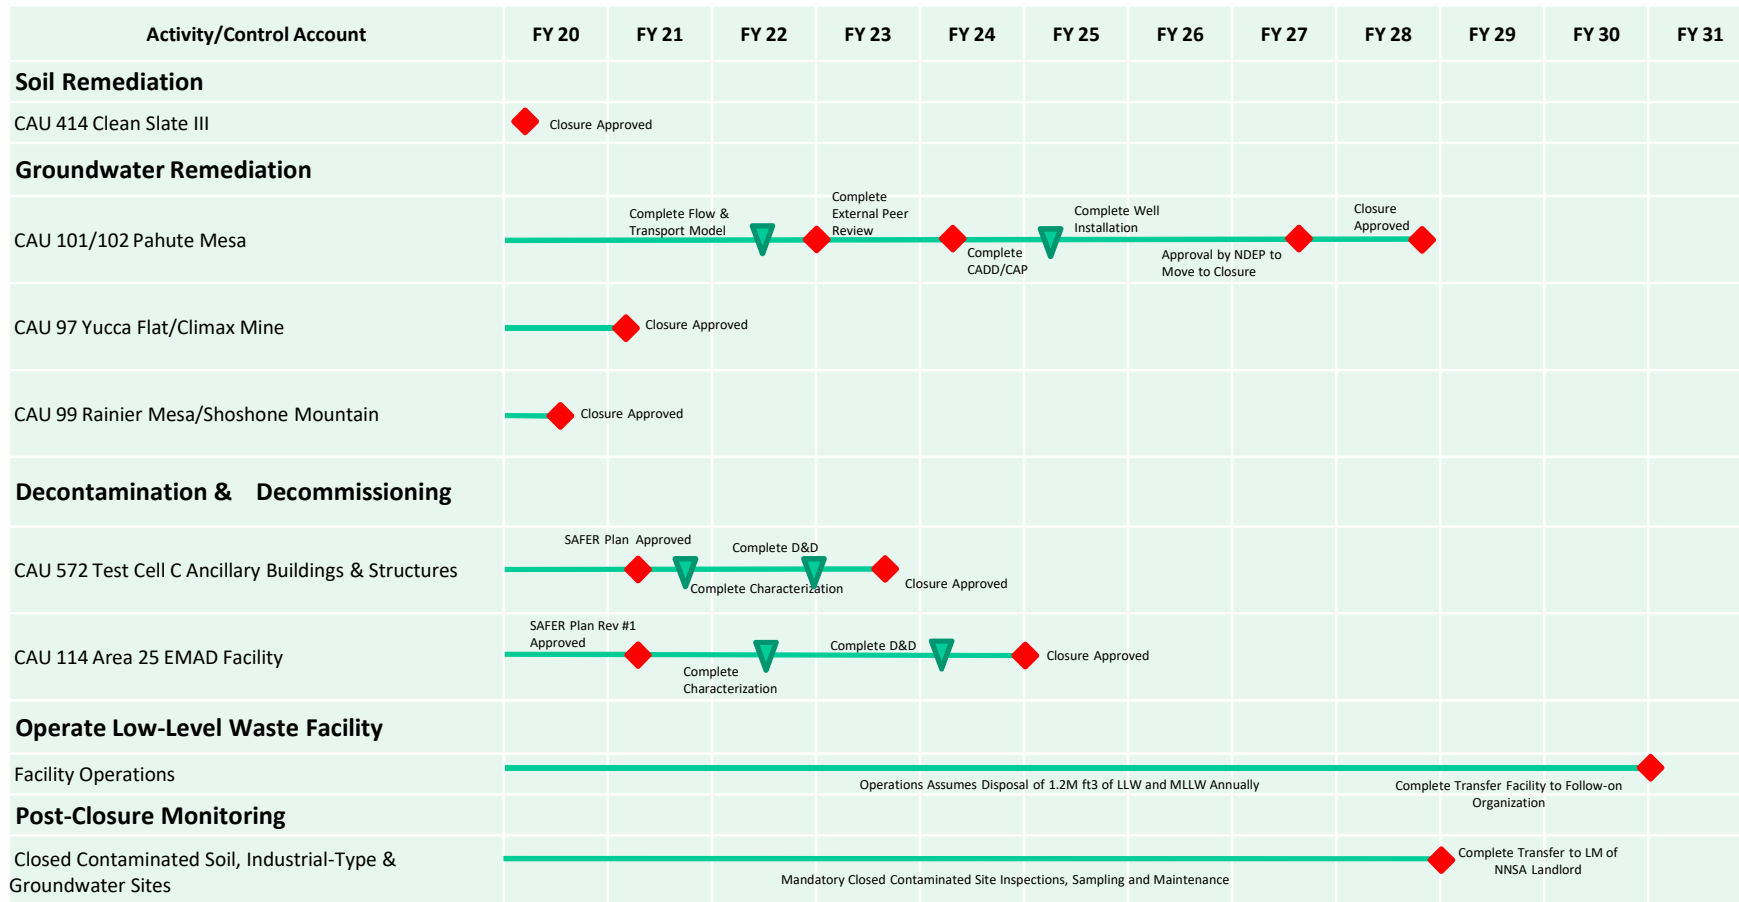 Activity/Control Account FY 20 FY 21 FY 22 FY 23 FY 24 FY 25 FY 26 FY 27 FY 28 FY 29 FY 30 FY 31
Soil Remediation
CAU 414 Clean Slate III
Closure Approved
Groundwater Remediation
CAU 101/102 Pahute Mesa
Complete Flow &
Transport Model
Complete
External Peer
Review
Complete
CADD/CAP
Complete Well
Installation
Approval by NDEP to
Move to Closure
Closure
Approved
CAU 97 Yucca Flat/Climax Mine
Closure Approved
CAU 99 Rainier Mesa/Shoshone Mountain
Closure Approved
Decontamination & Decommissioning
CAU 572 Test Cell C Ancillary Buildings & Structures
SAFER Plan Approved
Complete Characterization
Complete D&D
Closure Approved
CAU 114 Area 25 EMAD Facility
SAFER Plan Rev #1
Approved
Complete
Characterization
Complete D&D
Closure Approved
Operate Low-Level Waste Facility
Facility Operations
Operations Assumes Disposal of 1.2M ft3 of LLW and MLLW Annually
Complete Transfer Facility to Follow-on
Organization
Post-Closure Monitoring
Closed Contaminated Soil, Industrial-Type &
Groundwater Sites
Mandatory Closed Contaminated Site Inspections, Sampling and Maintenance
Complete Transfer to LM of
NNSA Landlord